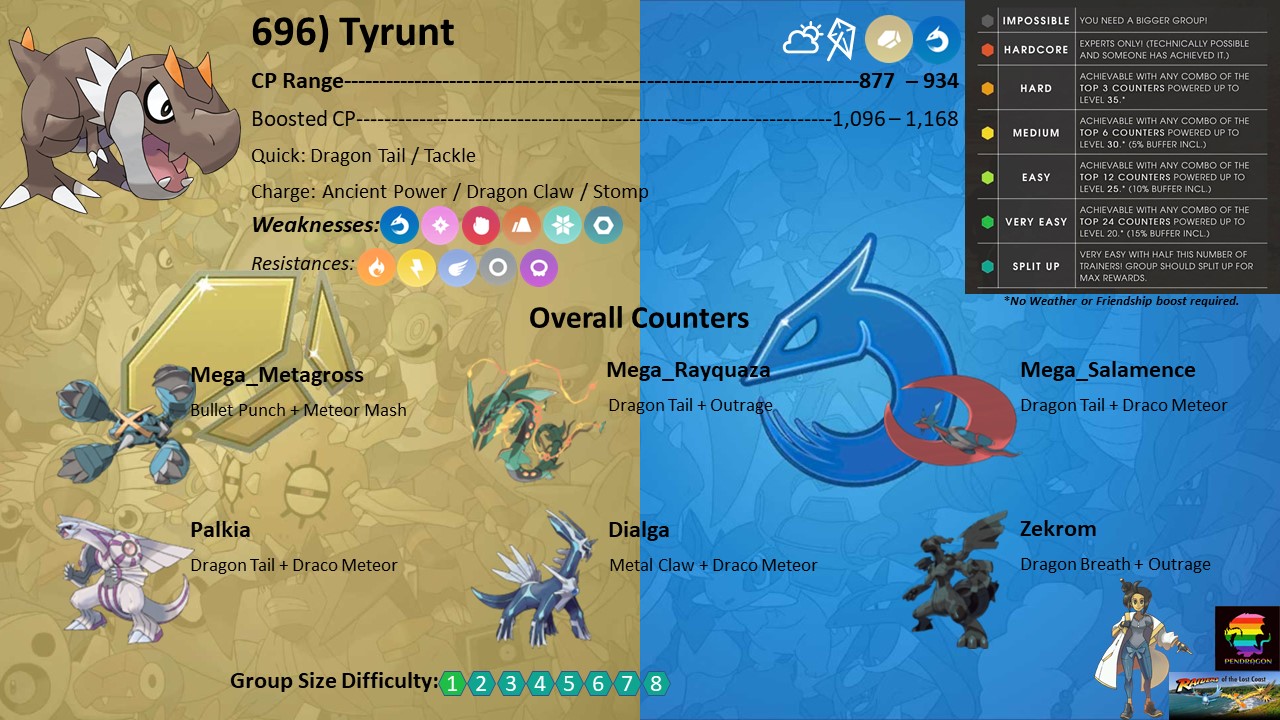 696) Tyrunt
CP Range---877 – 934
Boosted CP---1,096 – 1,168
Quick: Dragon Tail / Tackle
Charge: Ancient Power / Dragon Claw / Stomp
Weaknesses:
Resistances:
IMPOSSIBLE YOU NEED A BIGGER GROUP!
HARDCORE EXPERTS ONLY! (TECHNICALLY POSSIBLE
AND SOMEONE HAS ACHIEVED IT.)
HARD ACHIEVABLE WITH ANY COMBO OF THE
TOP 3 COUNTERS POWERED UP TO
LEVEL 35.*
MEDIUM ACHIEVABLE WITH ANY COMBO OF THE
TOP 6 COUNTERS POWERED UP TO
LEVEL 30.* (5% BUFFER INCL.)
EASY ACHIEVABLE WITH ANY COMBO OF THE
TOP 12 COUNTERS POWERED UP TO
LEVEL 25.* (10% BUFFER INCL.)
VERY EASY ACHIEVABLE WITH ANY COMBO OF THE
TOP 24 COUNTERS POWERED UP TO
LEVEL 20.* (15% BUFFER INCL.)
SPLIT UP VERY EASY WITH HALF THIS NUMBER OF
TRAINERS! GROUP SHOULD SPLIT UP FOR
MAX REWARDS.
*No Weather or Friendship boost required.
Overall Counters
Mega_Metagross
Bullet Punch + Meteor Mash
Mega_Rayquaza
Dragon Tail + Outrage
Mega_Salamence
Dragon Tail + Draco Meteor
Palkia
Dragon Tail + Draco Meteor
Dialga
Metal Claw + Draco Meteor
Zekrom
Dragon Breath + Outrage
Group Size Difficulty: 1 2 3 4 5 6 7 8
PENDRAGON
RAIDERS of the Lost Coast